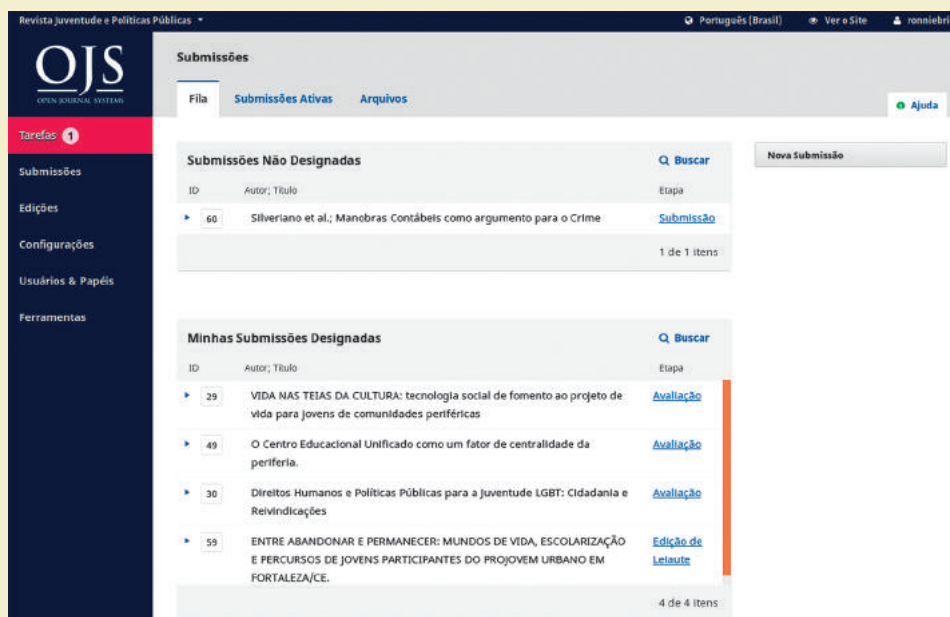 Revista Juventude e Políticas Públicas
Português (Brasil)
Ver o Site
ronniebri
OJS
OPEN JOURNAL SYSTEMS
Tarefas 1
Submissões
Edições
Configurações
Usuários & Papéis
Ferramentas
Submissões
Fila
Submissões Ativas
Arquivos
Ajuda
Submissões Não Designadas
Buscar
ID
Autor; Título
Etapa
60
Silveriano et al.; Manobras Contábeis como argumento para o Crime
Submissão
1 de 1 itens
Nova Submissão
Minhas Submissões Designadas
Buscar
ID
Autor; Título
Etapa
29
VIDA NAS TEIAS DA CULTURA: tecnologia social de fomento ao projeto de
vida para jovens de comunidades periféricas
Avaliação
49
O Centro Educacional Unificado como um fator de centralidade da
periferia.
Avaliação
30
Direitos Humanos e Políticas Públicas para a Juventude LGBT: Cidadania e
Reivindicações
Avaliação
59
ENTRE ABANDONAR E PERMANECER: MUNDOS DE VIDA, ESCOLARIZAÇÃO
E PERCURSOS DE JOVENS PARTICIPANTES DO PROJOVEM URBANO EM
FORTALEZA/CE.
Edição de
Leiaute
4 de 4 itens